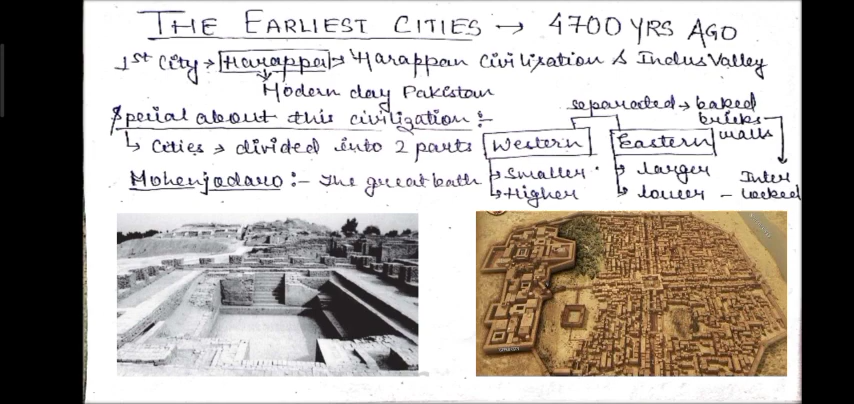 THE EARLIEST CITIES → 4700 YRS AGO
1st City → Harappa → Harappan Civilization & Indus Valley
Modern day Pakistan
Special about this civilization :-
separated → baked bricks walls
↳ Cities → divided into 2 parts Western Eastern
Inter locked
Mohenjodaro :- The great bath
→ Smaller
→ Higher
→ larger
→ lower -